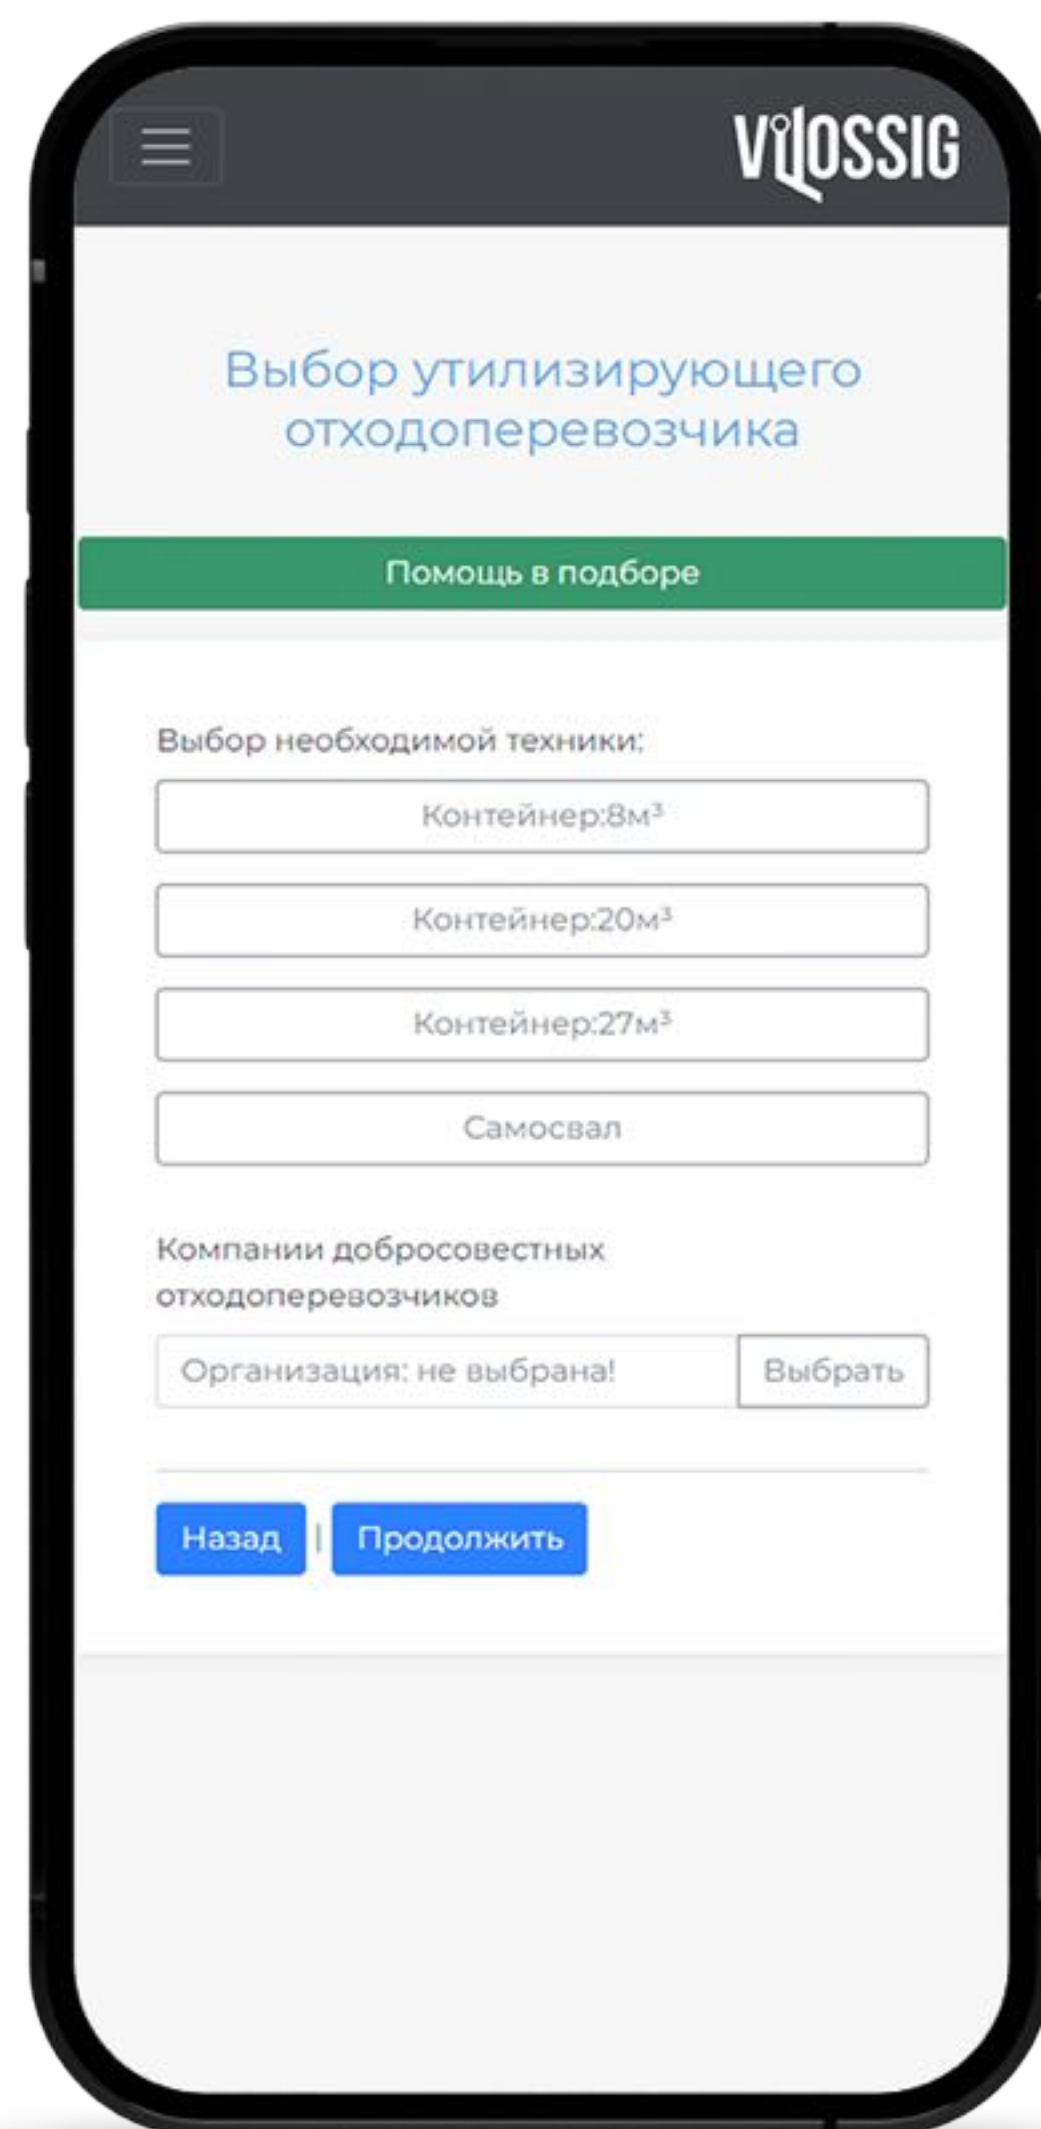 VЦOSSIG
Выбор утилизирующего
отходоперевозчика
Помощь в подборе
Выбор необходимой техники:
Контейнер:8м³
Контейнер:20м³
Контейнер:27м³
Самосвал
Компании добросовестных
отходоперевозчиков
Организация: не выбрана!
Выбрать
Назад | Продолжить